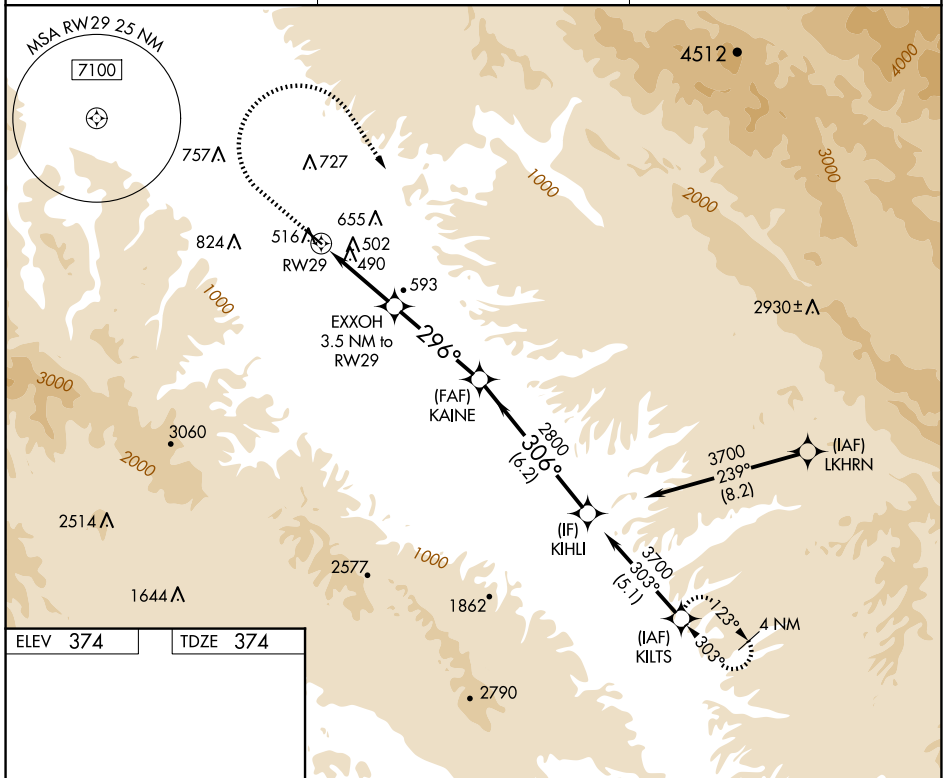 MSA RW29 25 NM
7100
4512
4000
757
727
3000
1000
2000
655
824
516
502
490
RW29
593
1000
EXXOH
3.5 NM to
RW29
296°
2930±
(FAF)
KAINE
3000
3060
2000
2800
306°
(6.2)
3700
239°
(8.2)
(IAF)
LKHRN
2514
(IF)
KIHLI
1000
2577
3700
303°
(5.1)
1644
1862
123°
4 NM
303°
(IAF)
KILTS
ELEV 374
TDZE 374
2790